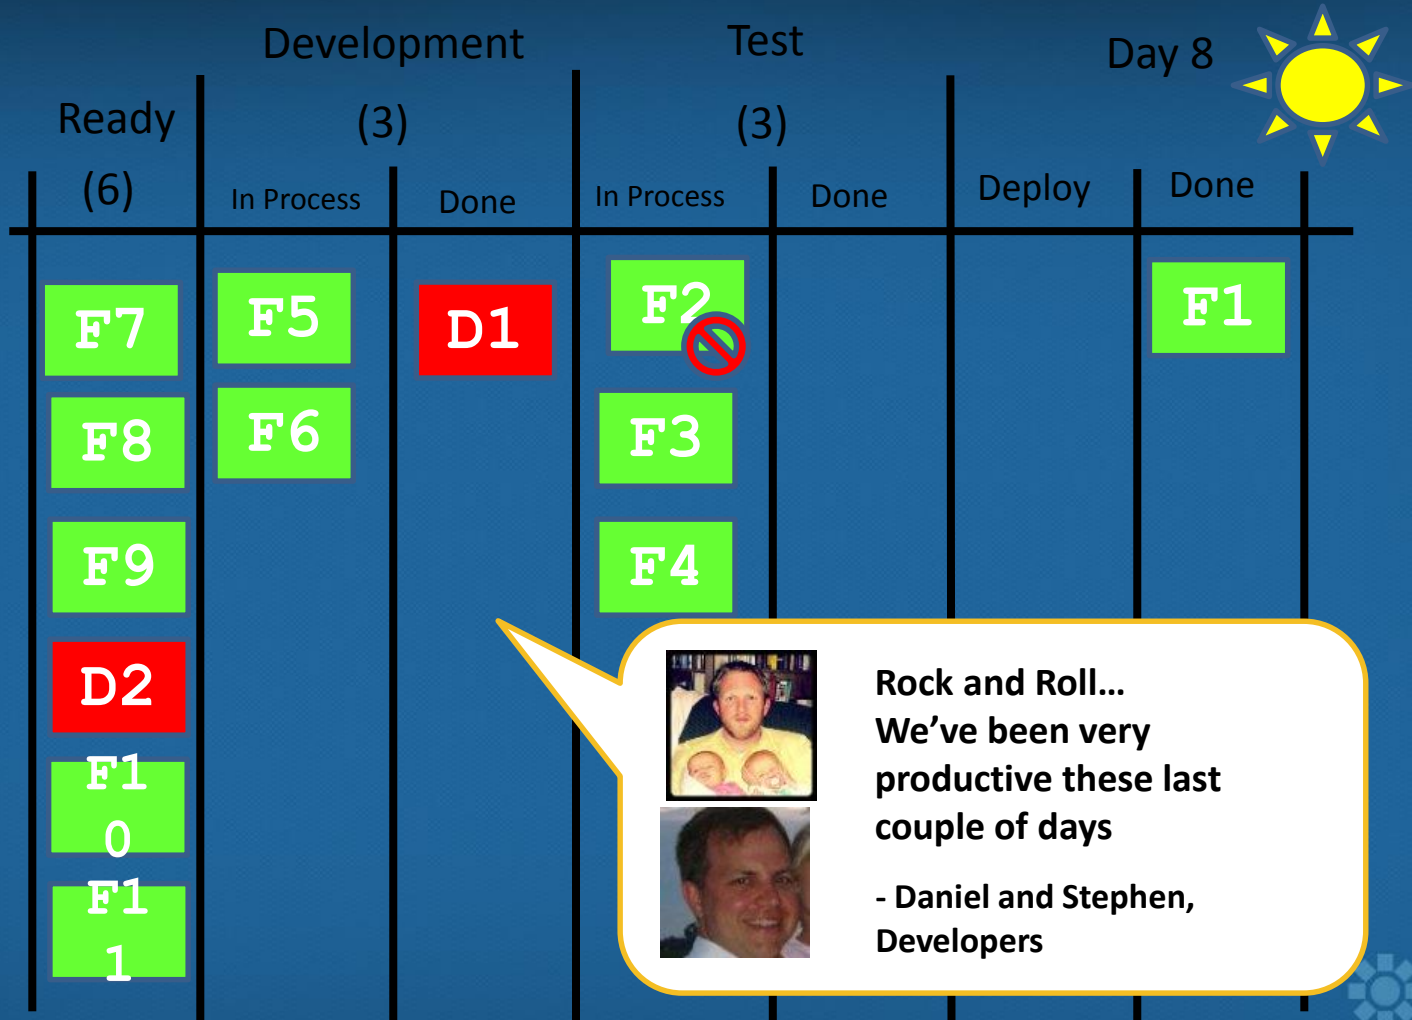 Development
Test
Day 8
Ready
(3)
(3)
(6)
In Process
Done
In Process
Done
Deploy
Done
F7
F5
D1
F2
F1
F8
F6
F3
F9
F4
D2
F1
0
F1
1
Rock and Roll…
We’ve been very
productive these last
couple of days
- Daniel and Stephen,
Developers